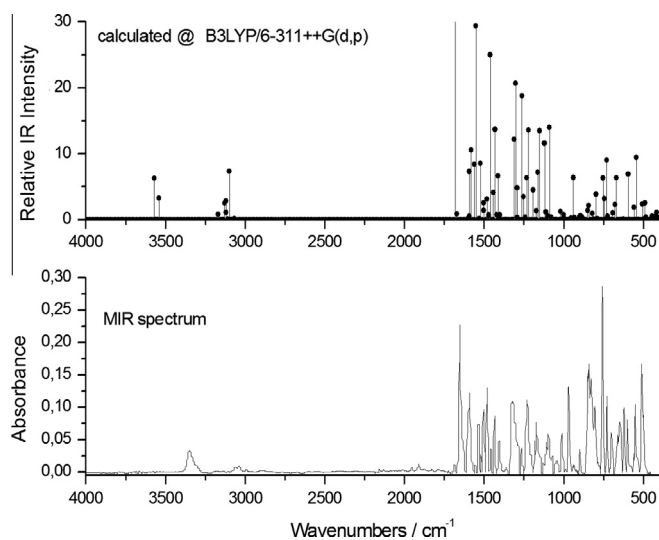 30
calculated @ B3LYP/6-311++G(d,p)
20
10
0
Relative IR Intensity
4000 3500 3000 2500 2000 1500 1000 500
0,30
MIR spectrum
0,25
0,20
0,15
0,10
0,05
0,00
Absorbance
4000 3500 3000 2500 2000 1500 1000 500
Wavenumbers / cm-1